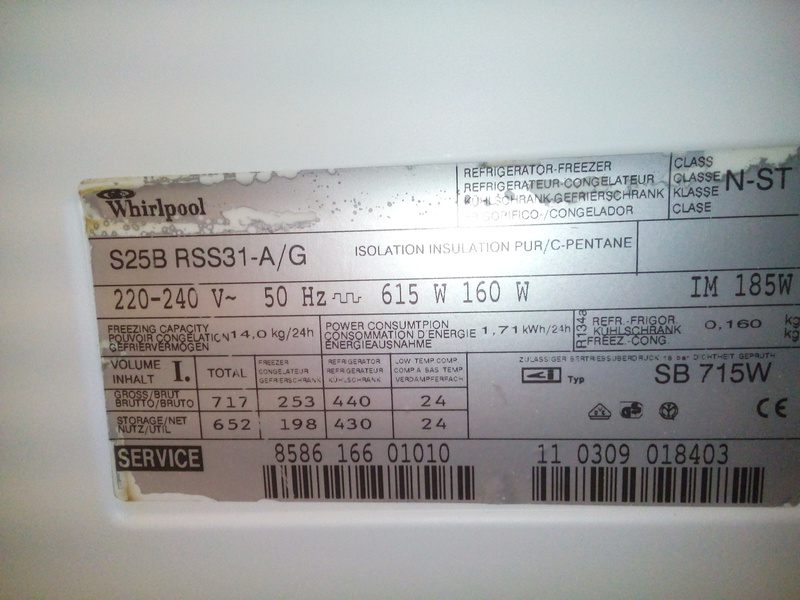 Whirlpool
REFRIGERATOR-FREEZER
REFRIGERATEUR-CONGELATEUR
KÜHLSCHRANK-GEFRIERSCHRANK
/CONGELADOR
CLASS
CLASSE
KLASSE
CLASE
N-ST
S25B RSS31-A/G
ISOLATION INSULATION PUR/C-PENTANE
220-240 V~ 50 Hz 615 W 160 W
IM 185W
FREEZING CAPACITY
POUVOIR CONGELATION
GEFRIERVERMÖGEN
14,0 kg/24h
POWER CONSUMTPION
CONSOMMATION D'ENERGIE
ENERGIEAUSNAHME
1,71 kWh/24h
R134a
REFR.-FRIGOR.
KUHLSCHRANK
FREEZ.-CONG.
0,160
kg
kg
VOLUME
INHALT
I.
TOTAL
FREEZER
CONGELATEUR
GEFRIERSCHRANK
REFRIGERATOR
REFRIGERATEUR
KUHLSCHRANK
LOW TEMP.COMP.
COMP.A BAS TEMP.
VERDAMPFERFACH
GROSS/BRUT
BRUTTO/BRUTO
717 253 440 24
STORAGE/NET
NUTZ/UTIL
652 198 430 24
Typ
SB 715W
CE
SERVICE
8586 166 01010
11 0309 018403